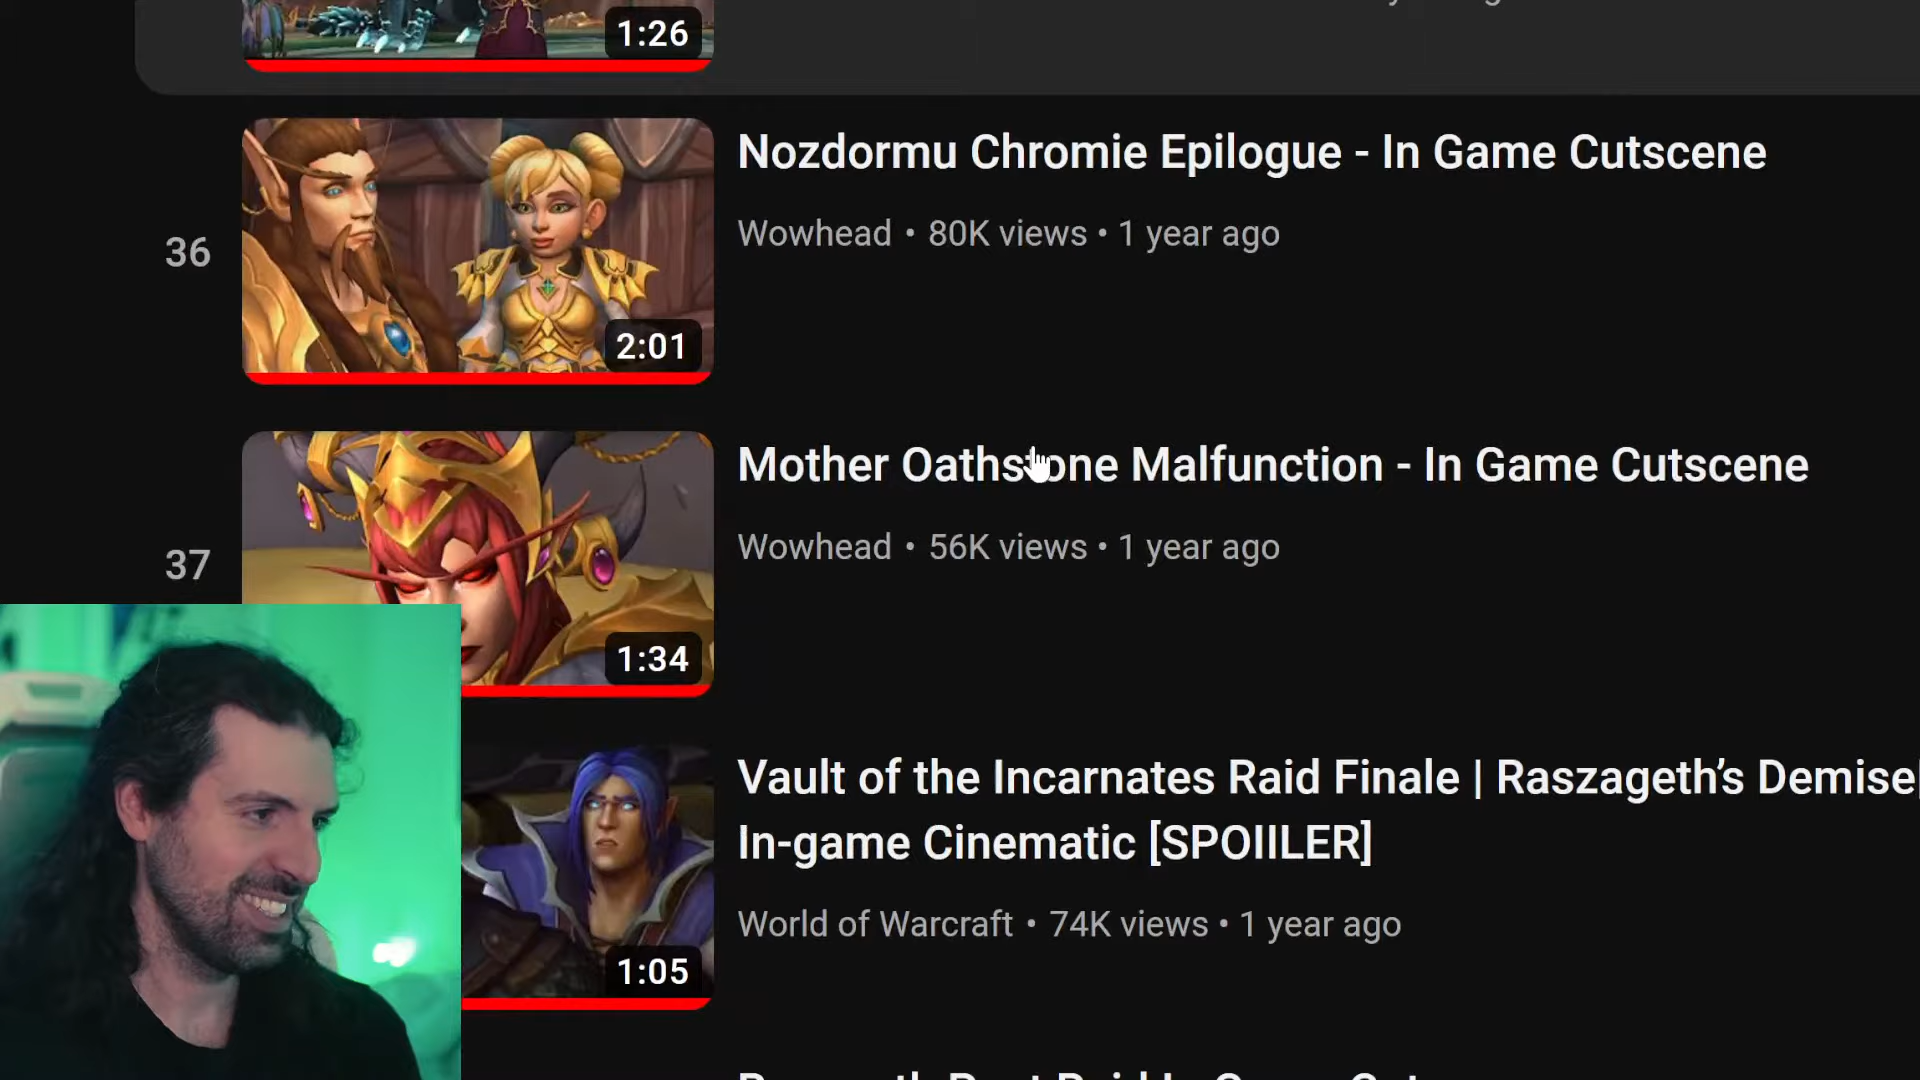 1:26
36
2:01
Nozdormu Chromie Epilogue - In Game Cutscene
Wowhead • 80K views • 1 year ago
37
1:34
Mother Oathstone Malfunction - In Game Cutscene
Wowhead • 56K views • 1 year ago
1:05
Vault of the Incarnates Raid Finale | Raszageth’s Demise|
In-game Cinematic [SPOIILER]
World of Warcraft • 74K views • 1 year ago